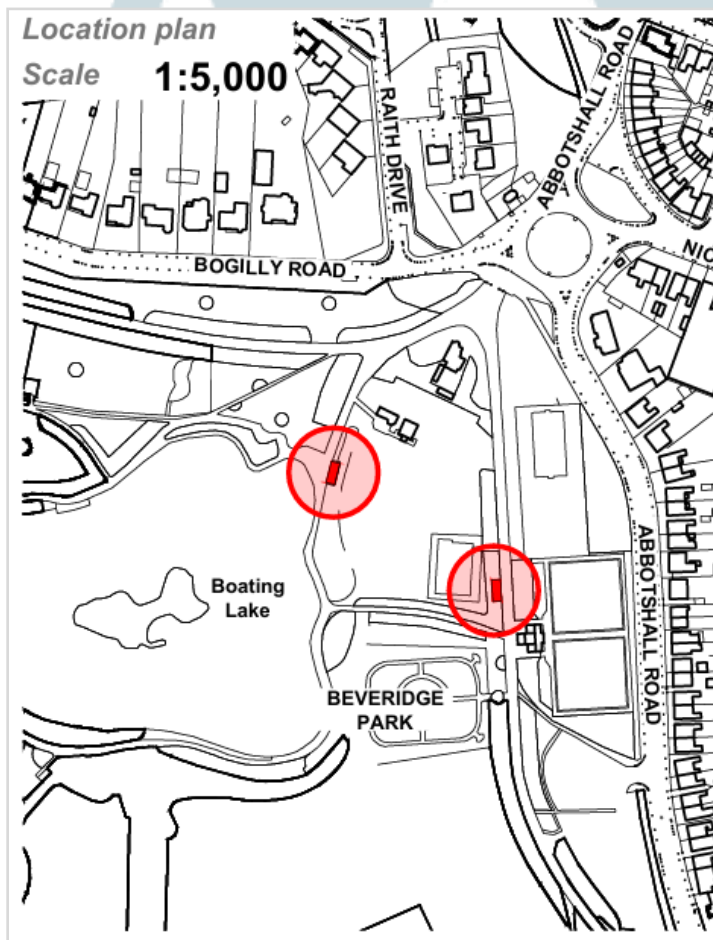 Location plan
Scale 1:5,000
ABBOTSHALL ROAD
RAITH DRIVE
BOGILLY ROAD
NIC
Boating
Lake
ABBOTSHALL ROAD
BEVERIDGE
PARK